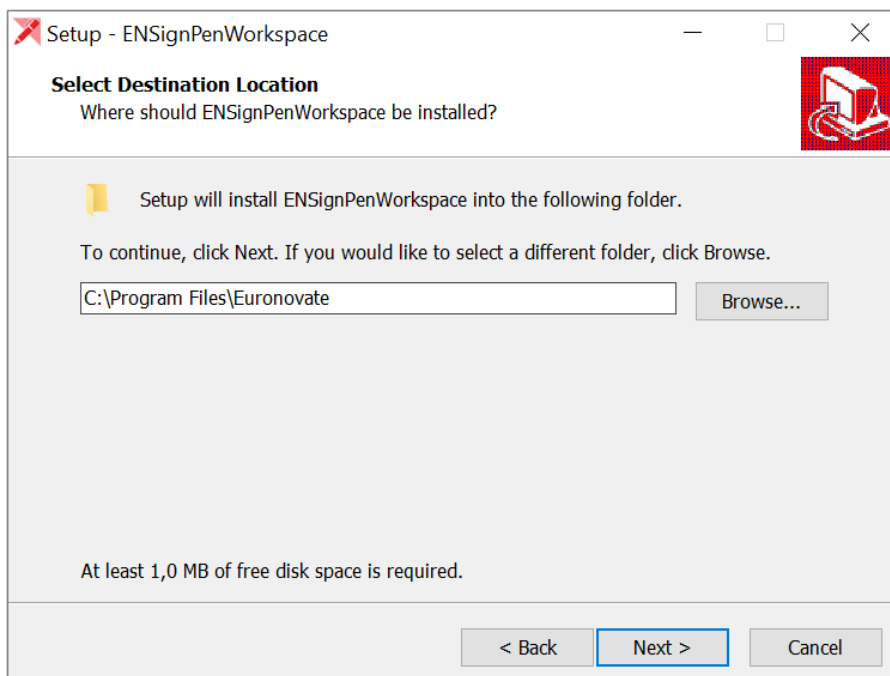 Setup - ENSignPenWorkspace
Select Destination Location
Where should ENSignPenWorkspace be installed?
Setup will install ENSignPenWorkspace into the following folder.
To continue, click Next. If you would like to select a different folder, click Browse.
C:\Program Files\Euronovate
Browse...
At least 1,0 MB of free disk space is required.
< Back
Next >
Cancel